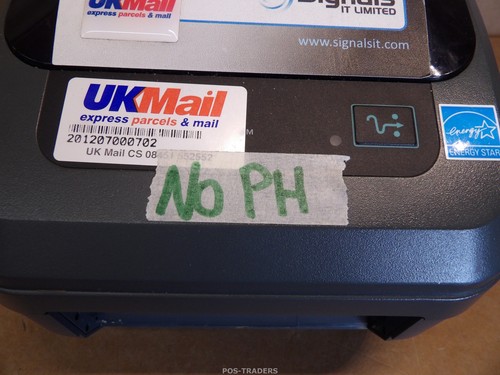 UKMail
express parcels & mail
Signals
IT LIMITED
www.signalsit.com
UKMail
express parcels & mail
201207000702
UK Mail CS
No PH
energy
ENERGY STAR
POS-TRADERS